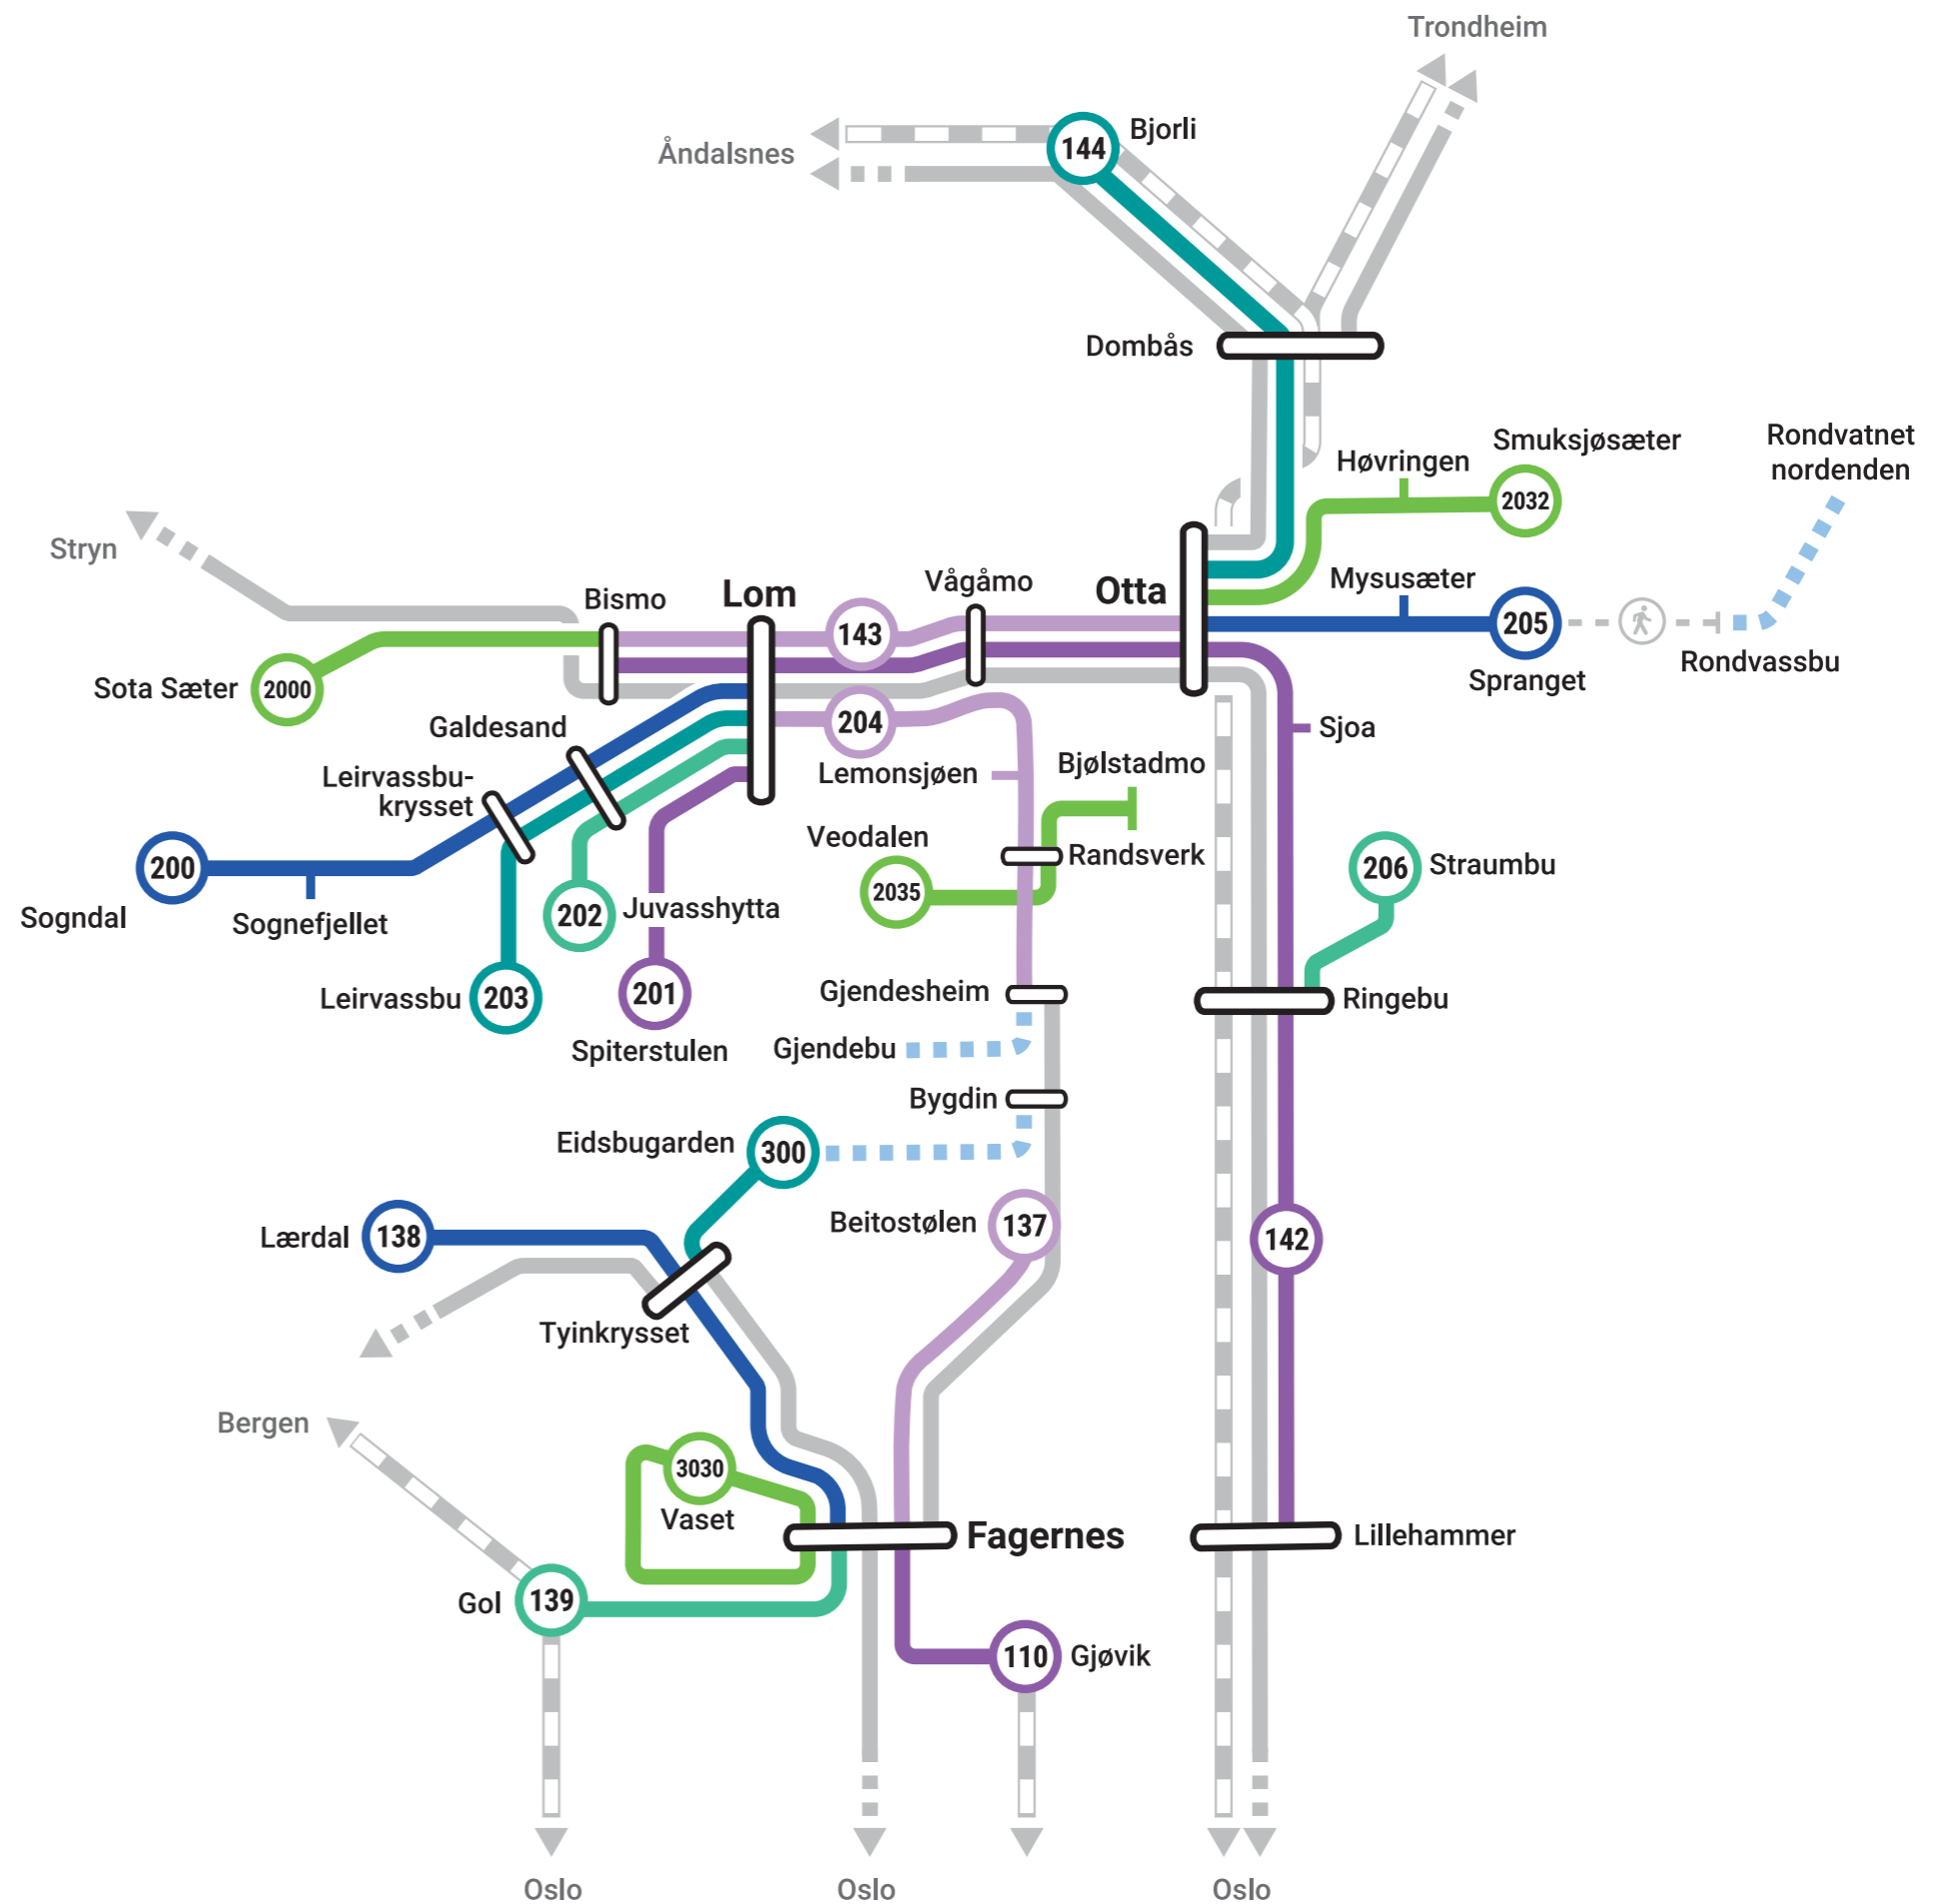 Trondheim
Åndalsnes
144
Bjorli
Dombås
Smuksjøsæter
Rondvatnet
nordenden
Høvringen
2032
Stryn
Mysusæter
Bismo
Lom
Vågåmo
Otta
143
205
Rondvassbu
Spranget
Sota Sæter
2000
Galdesand
204
Sjoa
Leirvassbu-
krysset
Lemonsjøen
Bjølstadmo
Veodalen
Randsverk
200
2035
206
Straumbu
Sogndal
Sognefjellet
202
Juvasshytta
Leirvassbu
203
201
Gjendesheim
Ringebu
Spiterstulen
Gjendebu
Bygdin
Eidsbugarden
300
Lærdal
138
Beitostølen
137
142
Tyinkrysset
Bergen
3030
Vaset
Fagernes
Lillehammer
Gol
139
110
Gjøvik
Oslo
Oslo
Oslo